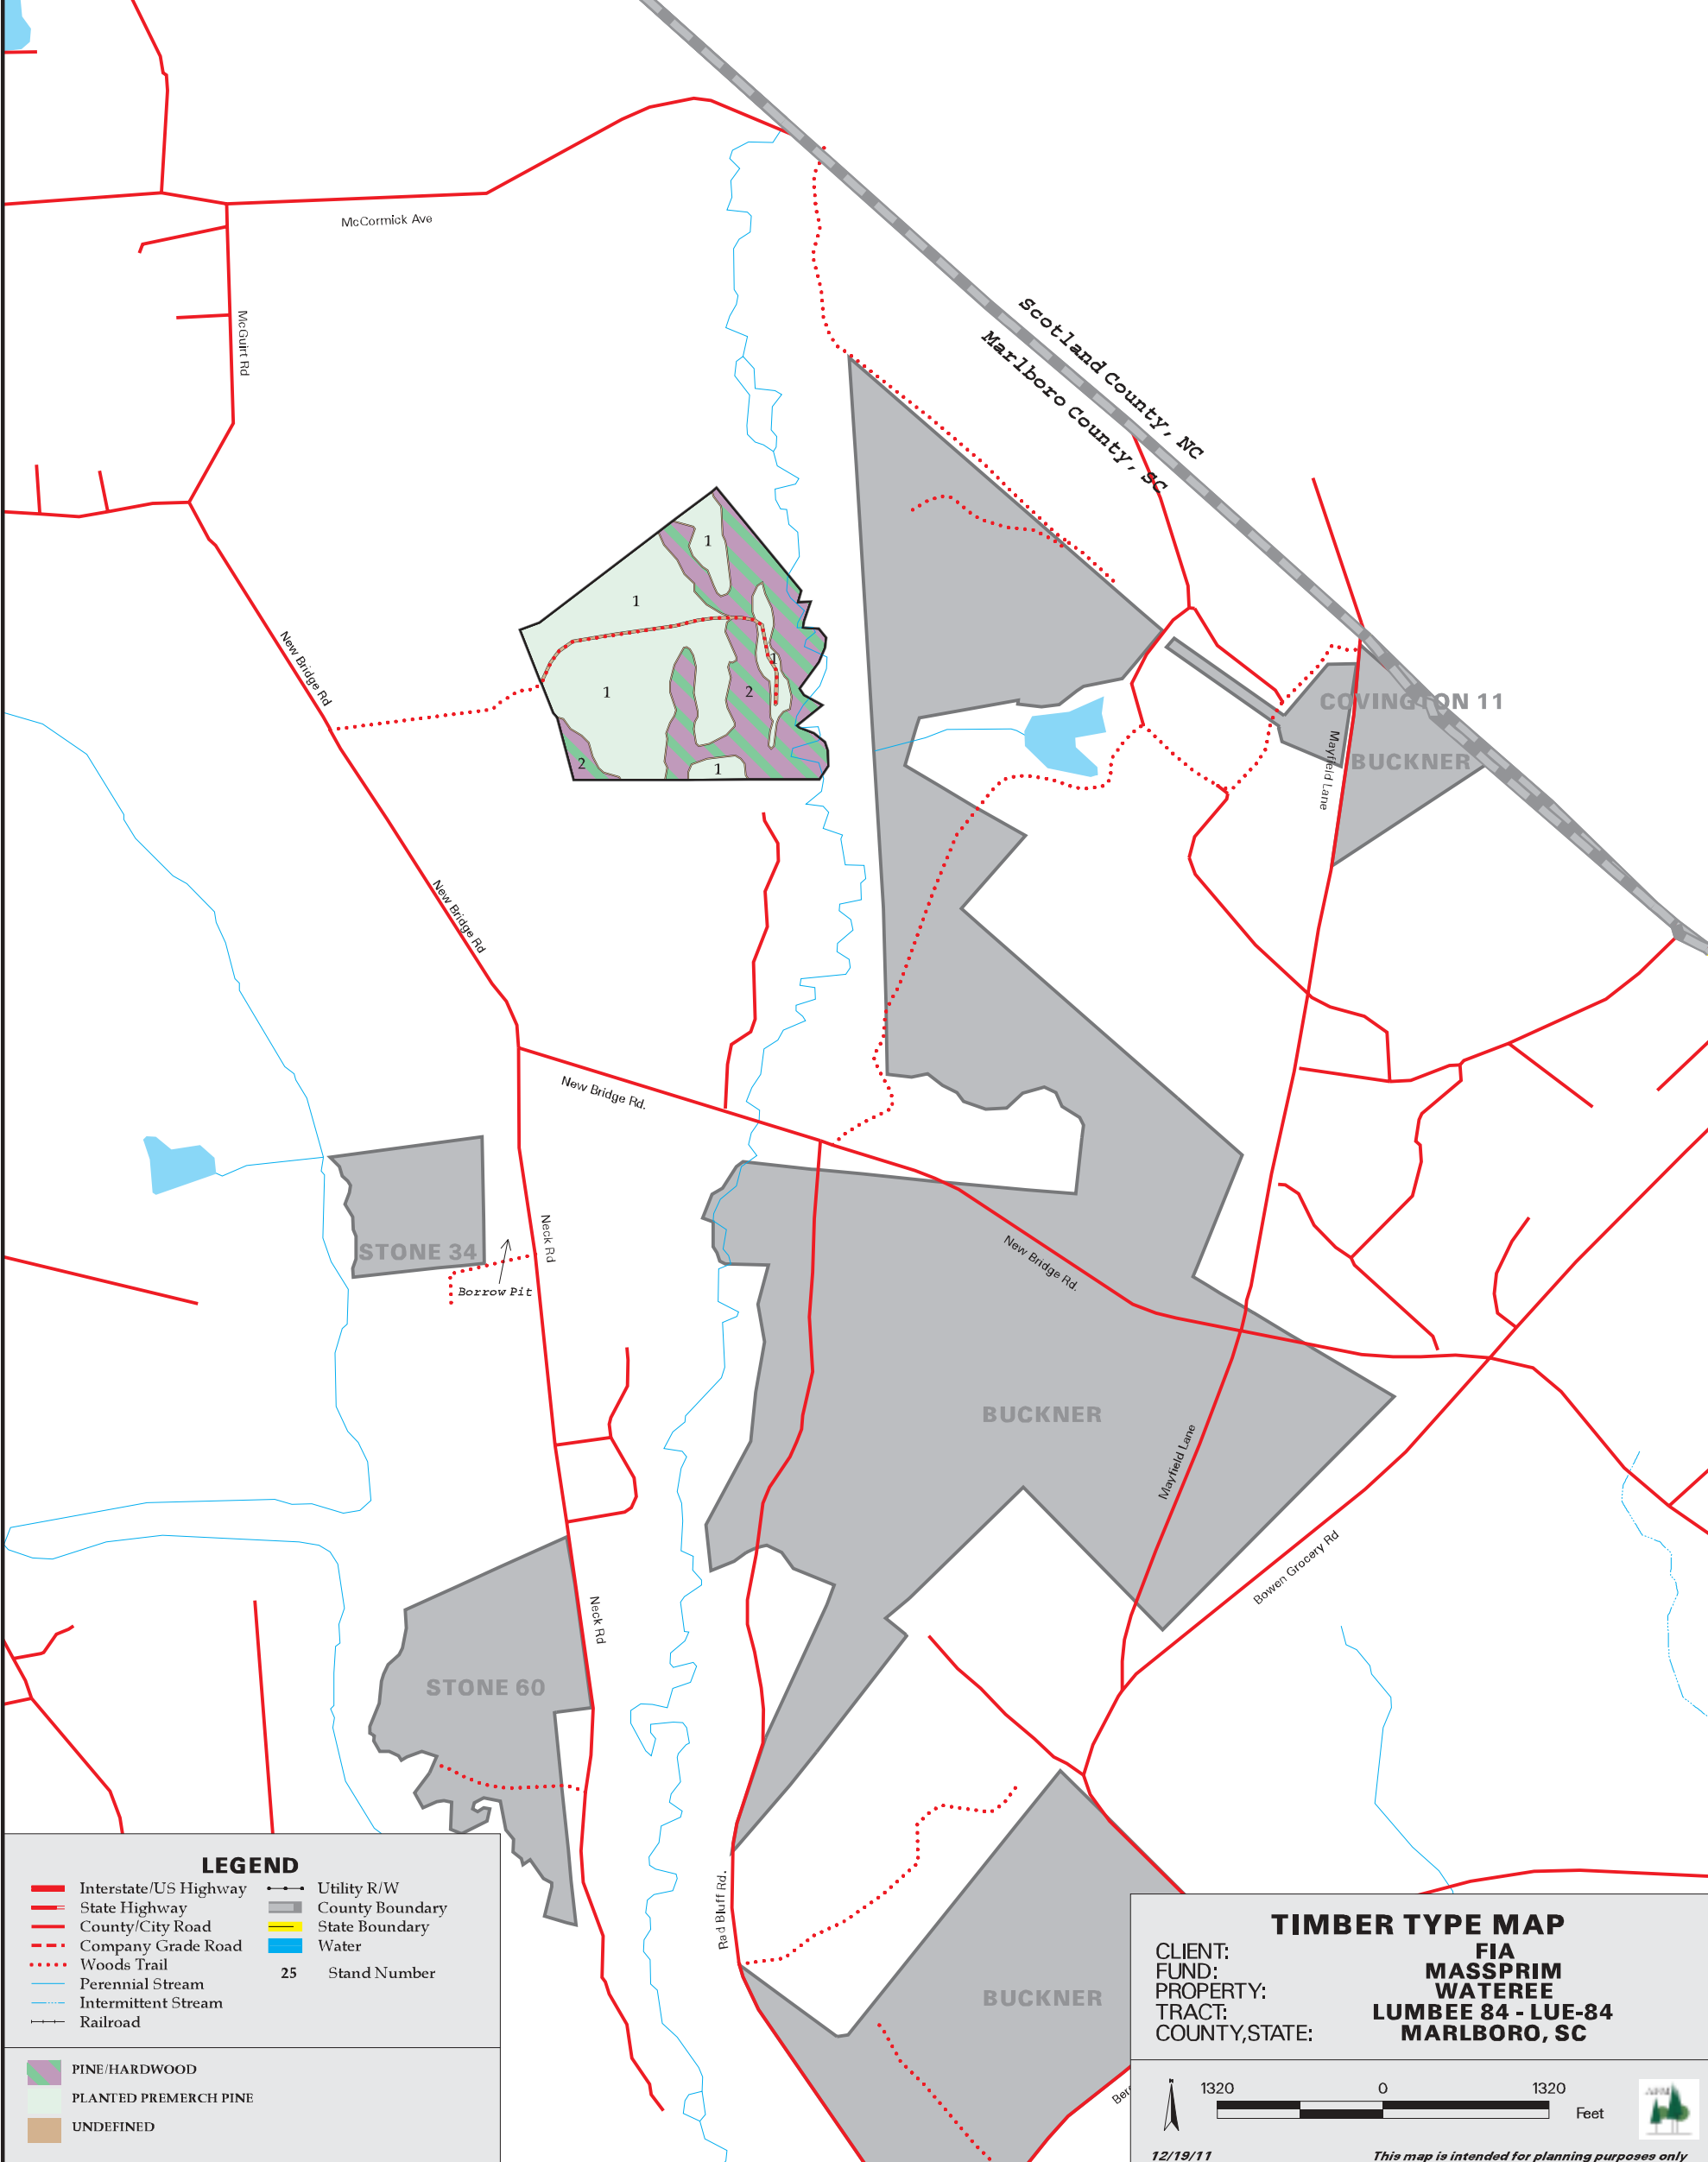 McCormick Ave
McGuirt Rd
Scotland County, NC
Marlboro County, SC
1
1
1
1
2
2
1
New Bridge Rd
COVINGTON 11
Mayfield Lane
BUCKNER
New Bridge Rd
New Bridge Rd.
Neck Rd
STONE 34
Borrow Pit
New Bridge Rd.
BUCKNER
Mayfield Lane
Bowen Grocery Rd
Neck Rd
STONE 60
Rad Bluff Rd.
BUCKNER
LEGEND
Interstate/US Highway
State Highway
County/City Road
Company Grade Road
Woods Trail
Perennial Stream
Intermittent Stream
Railroad
Utility R/W
County Boundary
State Boundary
Water
25 Stand Number
PINE/HARDWOOD
PLANTED PREMERCH PINE
UNDEFINED
TIMBER TYPE MAP
CLIENT: FIA
FUND: MASSPRIM
PROPERTY: WATEREE
TRACT: LUMBEE 84 - LUE-84
COUNTY,STATE: MARLBORO, SC
N
1320 0 1320
Feet
12/19/11
This map is intended for planning purposes only